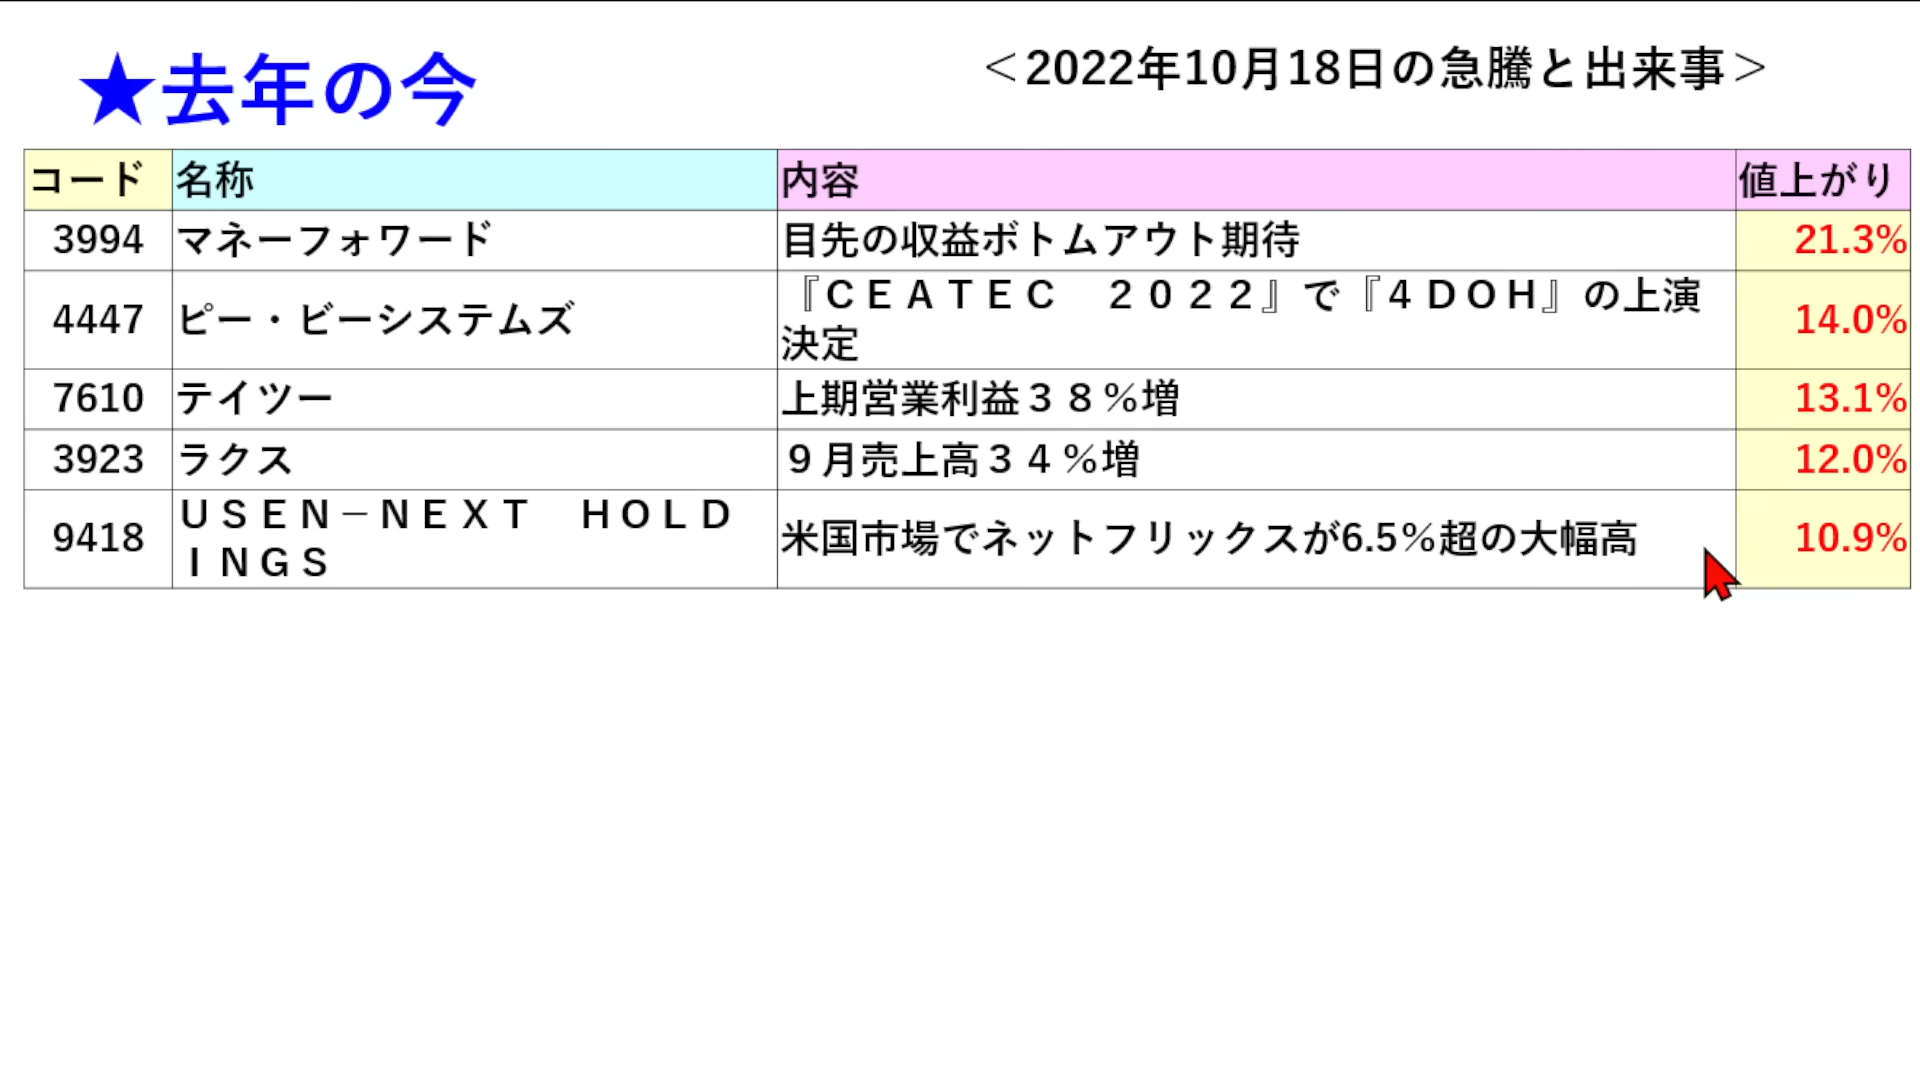 ★去年の今
＜2022年10月18日の急騰と出来事＞
コード 名称 内容 値上がり
3994 マネーフォワード 目先の収益ボトムアウト期待 21.3%
4447 ピー・ビーシステムズ 『ＣＥＡＴＥＣ　２０２２』で『４ＤＯＨ』の上演
決定 14.0%
7610 テイツー 上期営業利益３８％増 13.1%
3923 ラクス ９月売上高３４％増 12.0%
9418 ＵＳＥＮ－ＮＥＸＴ　ＨＯＬＤ
ＩＮＧＳ 米国市場でネットフリックスが6.5％超の大幅高 10.9%